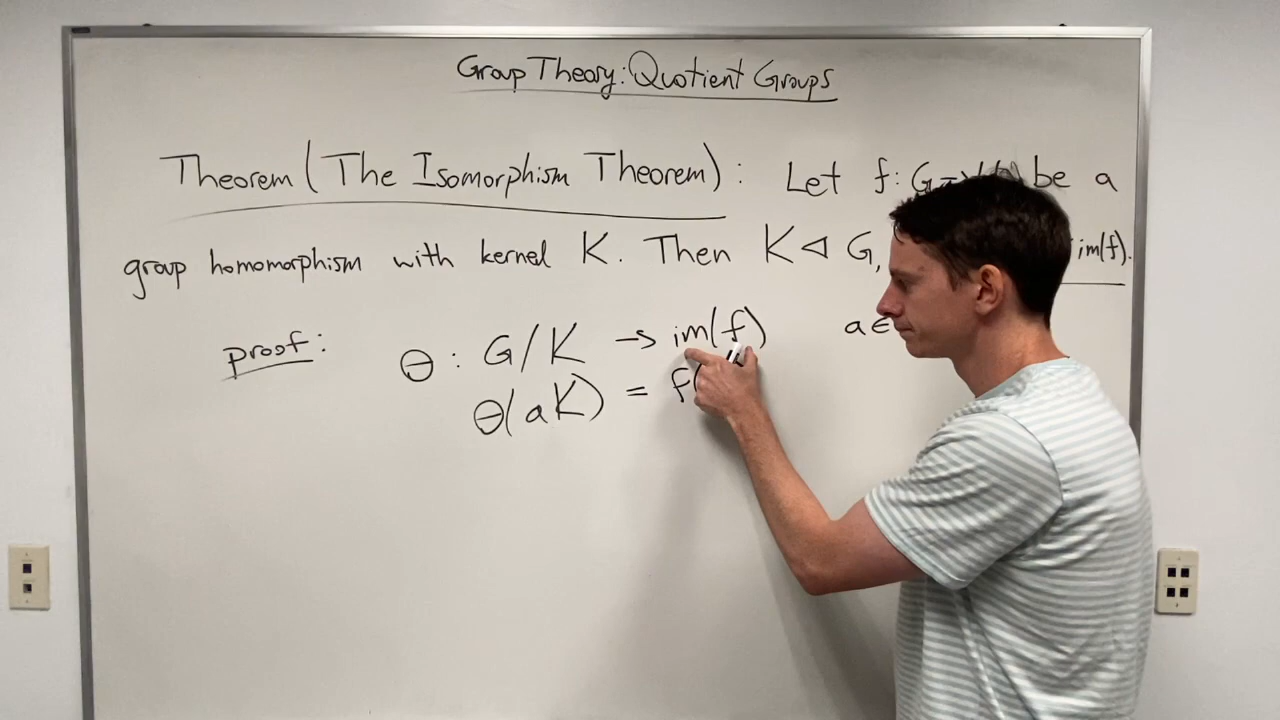 Group Theory: Quotient Groups
Theorem (The Isomorphism Theorem): Let f: G be a
group homomorphism with kernel K. Then K ◁ G, im(f).
proof: θ: G/K → im(f) a ∈
θ(aK) = f(